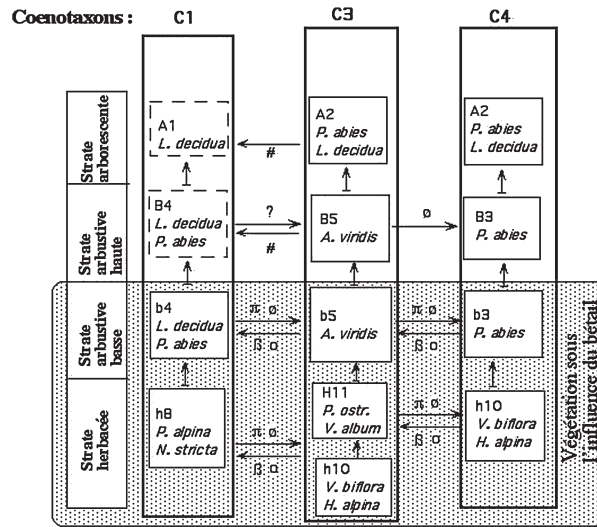 Coenotaxons :
C1
C3
C4
Strate
arborescente
A1
L. decidua
#
A2
P. abies
L. decidua
A2
P. abies
L. decidua
Strate
arbustive
haute
B4
L. decidua
P. abies
?
#
B5
A. viridis
ø
B3
P. abies
Strate
arbustive
basse
b4
L. decidua
P. abies
π ø
ß α
b5
A. viridis
π ø
ß α
b3
P. abies
Strate
herbacée
h8
P. alpina
N. stricta
π ø
ß α
H11
P. ostr.
V. album
h10
V. biflora
H. alpina
π ø
ß α
h10
V. biflora
H. alpina
Végétation sous
l'influence du bétail